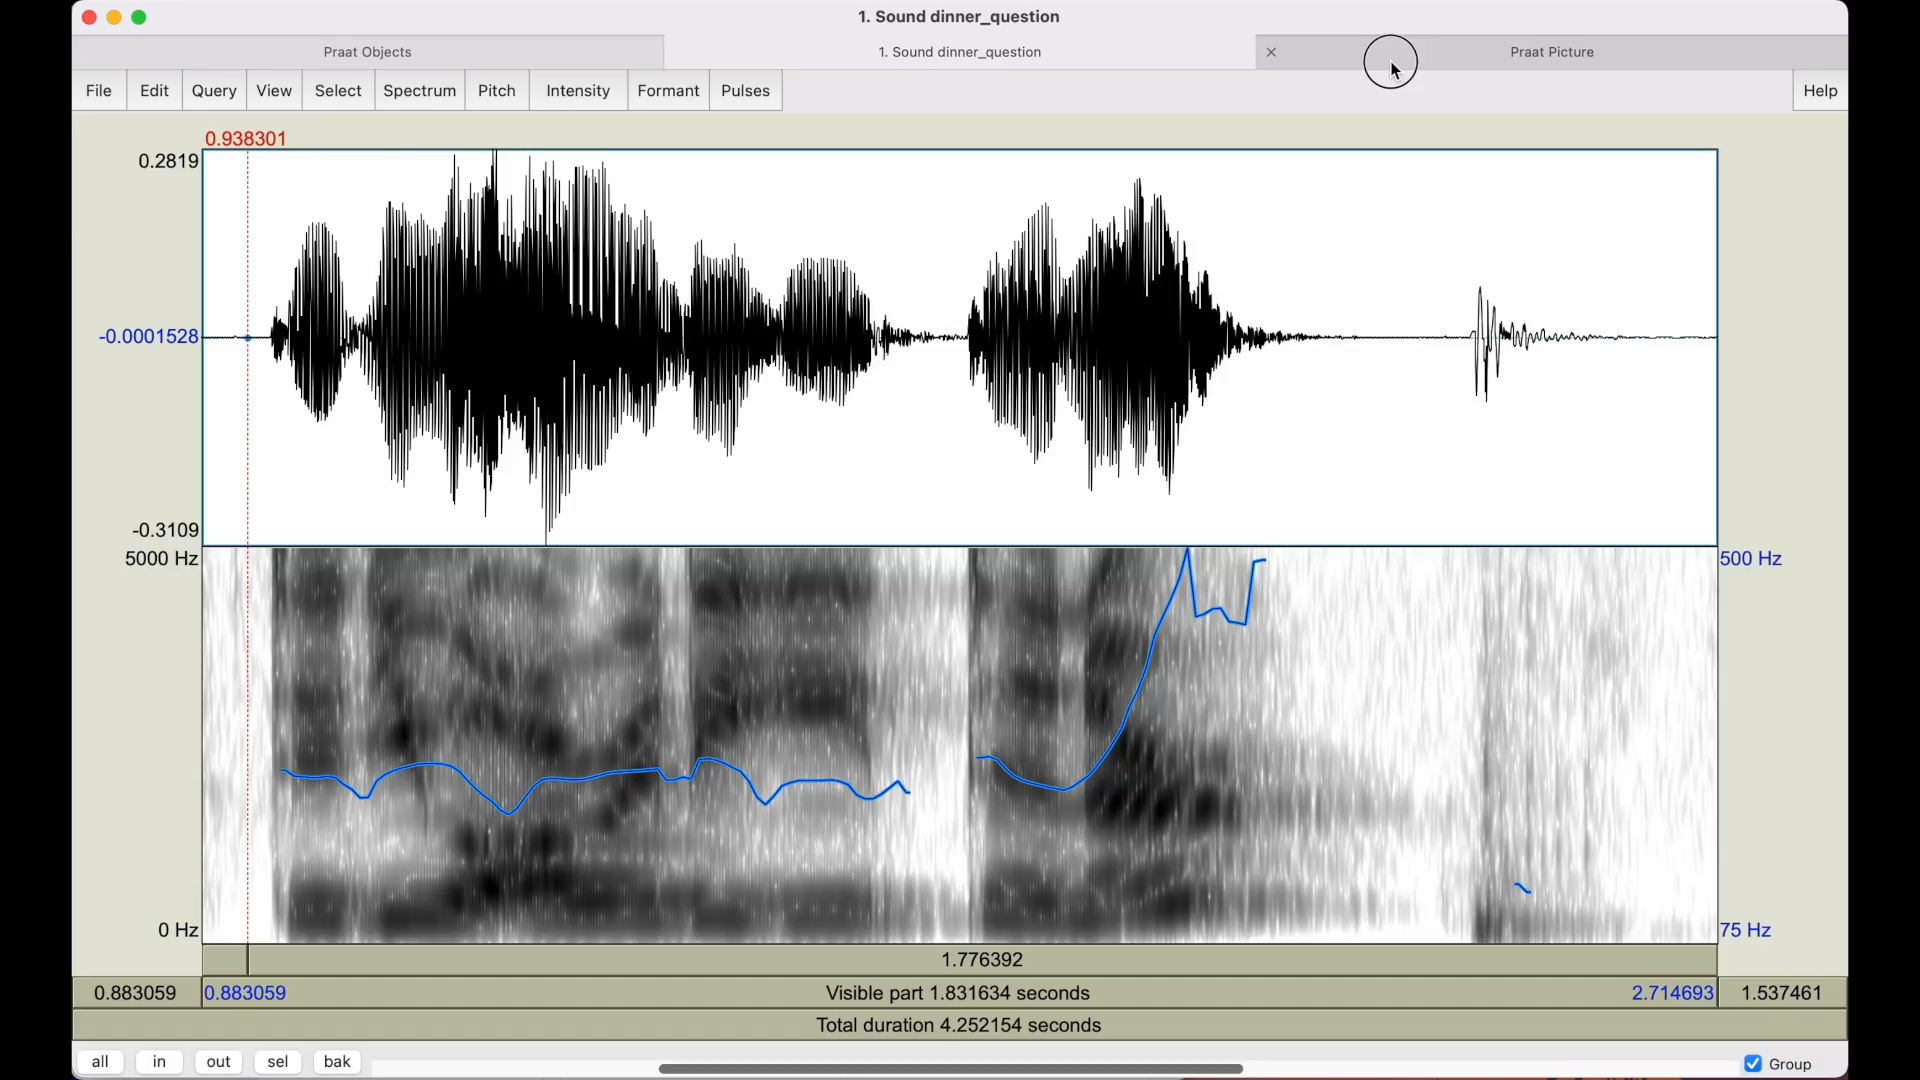 1. Sound dinner_question
Praat Objects
1. Sound dinner_question
Praat Picture
File Edit Query View Select Spectrum Pitch Intensity Formant Pulses Help
0.938301
0.2819
-0.0001528
-0.3109
5000 Hz 500 Hz
0 Hz 75 Hz
1.776392
0.883059 0.883059 Visible part 1.831634 seconds 2.714693 1.537461
Total duration 4.252154 seconds
all in out sel bak Group